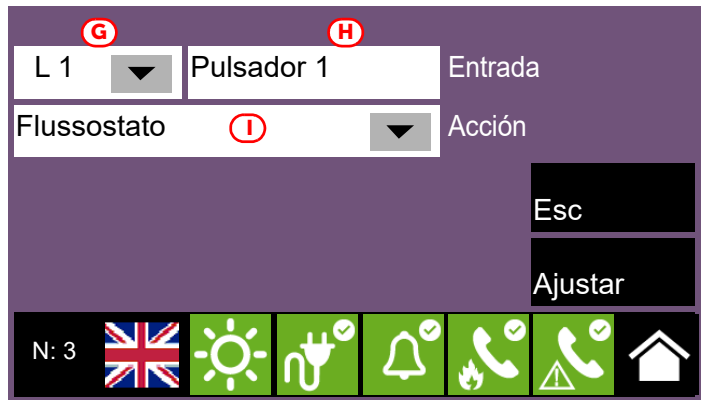 G H
L 1 Pulsador 1 Entrada
Flussostato I Acción
Esc
Ajustar
N: 3